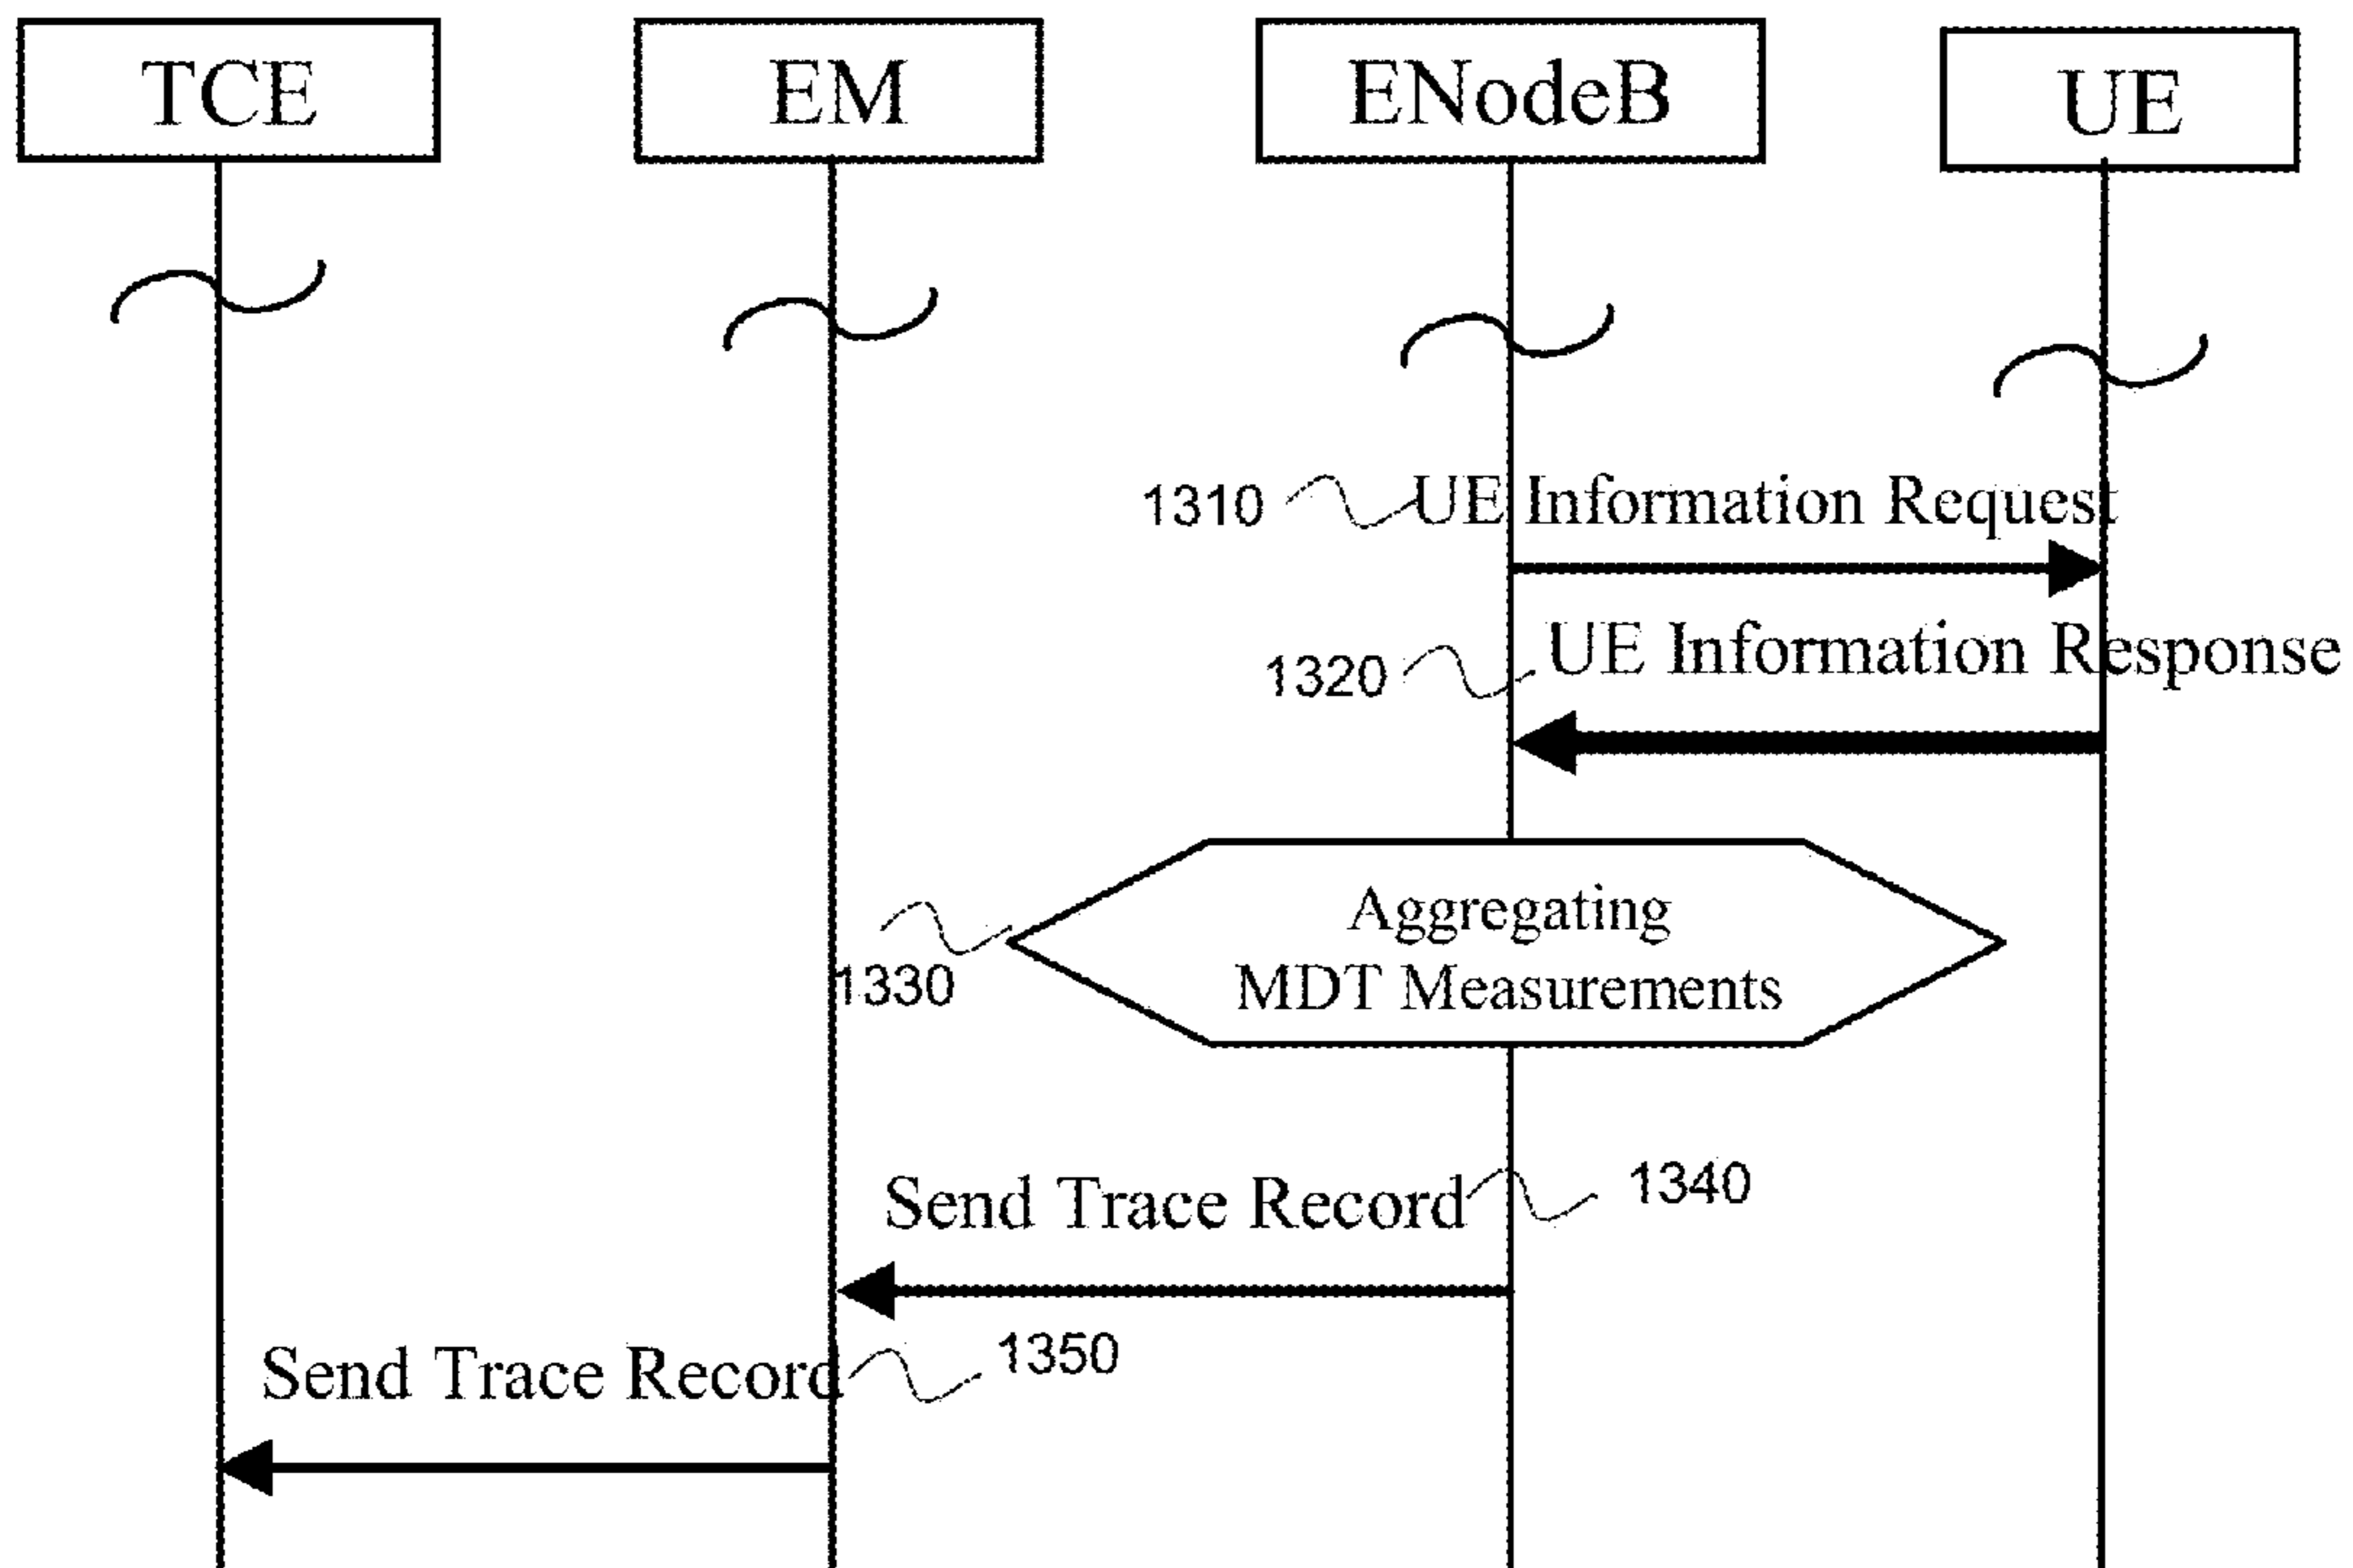 TCE
EM
ENodeB
UE
1310
UE Information Request
1320
UE Information Response
Aggregating
MDT Measurements
1330
Send Trace Record
1340
Send Trace Record
1350